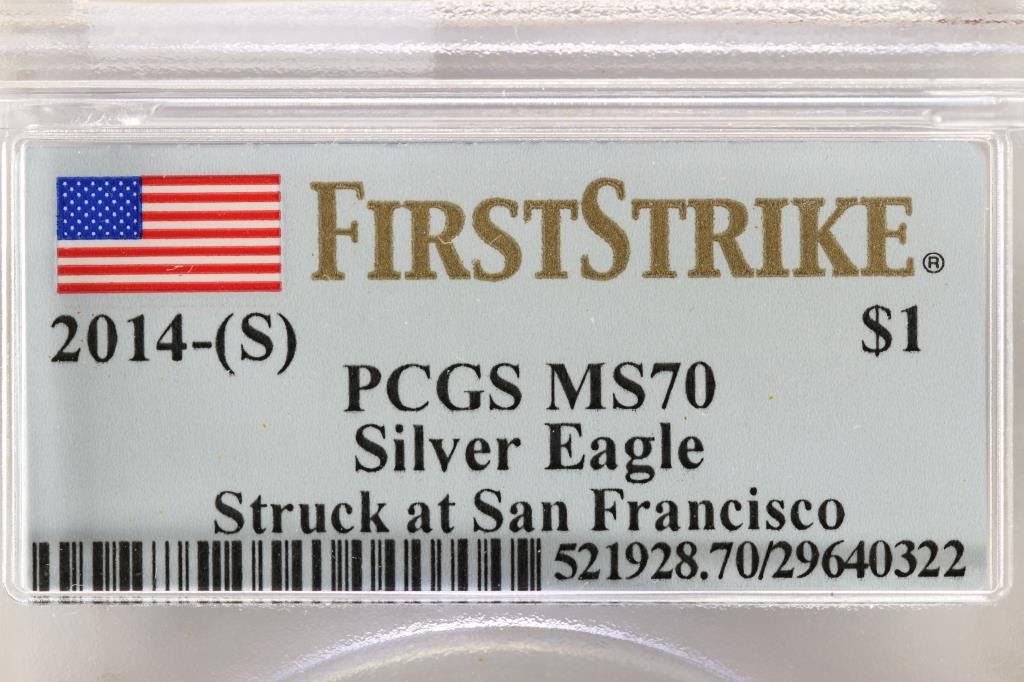 FIRSTSTRIKE®
2014-(S) $1
PCGS MS70
Silver Eagle
Struck at San Francisco
521928.70/29640322